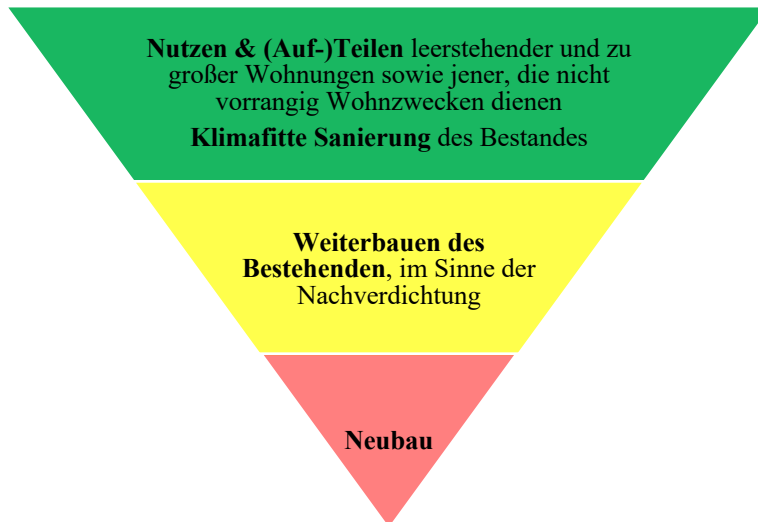 Nutzen & (Auf-)Teilen leerstehender und zu
großer Wohnungen sowie jener, die nicht
vorrangig Wohnzwecken dienen
Klimafitte Sanierung des Bestandes
Weiterbauen des
Bestehenden, im Sinne der
Nachverdichtung
Neubau